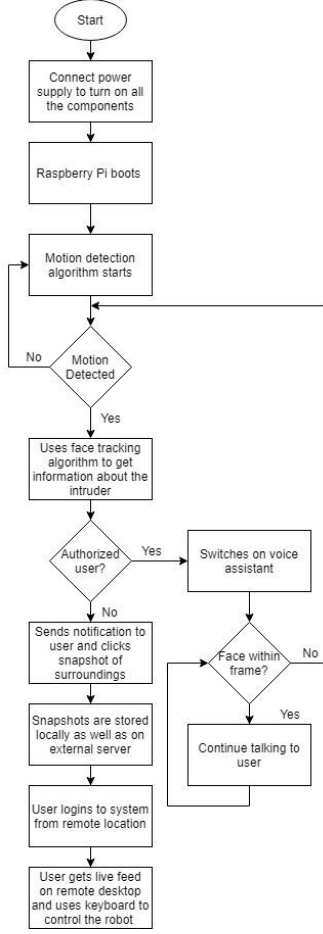 Start
Connect power
supply to turn on all
the components
Raspberry Pi boots
Motion detection
algorithm starts
No
Motion
Detected
Yes
Uses face tracking
algorithm to get
information about the
intruder
Authorized
user?
Yes
Switches on voice
assistant
No
Sends notification to
user and clicks
snapshot of
surroundings
Face within
frame?
No
Yes
Snapshots are stored
locally as well as on
external server
Continue talking to
user
User logins to system
from remote location
User gets live feed
on remote desktop
and uses keyboard to
control the robot